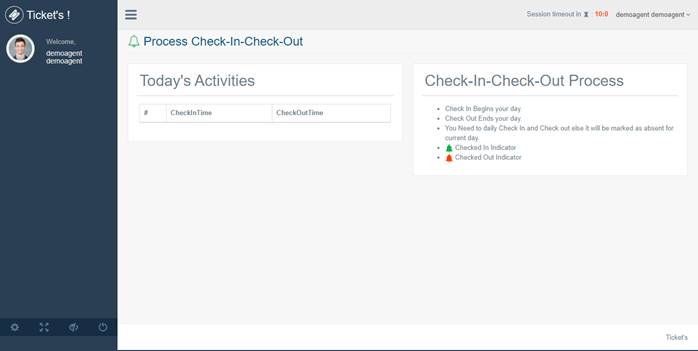 Ticket's !
Session timeout in : 10:0
demoagent demoagent
Welcome,
demoagent
demoagent
Process Check-In-Check-Out
Today's Activities
# CheckInTime CheckOutTime
Check-In-Check-Out Process
Check In Begins your day.
Check Out Ends your day.
You Need to daily Check In and Check out else it will be marked as absent for
current day.
Checked In Indicator
Checked Out Indicator
Ticket's